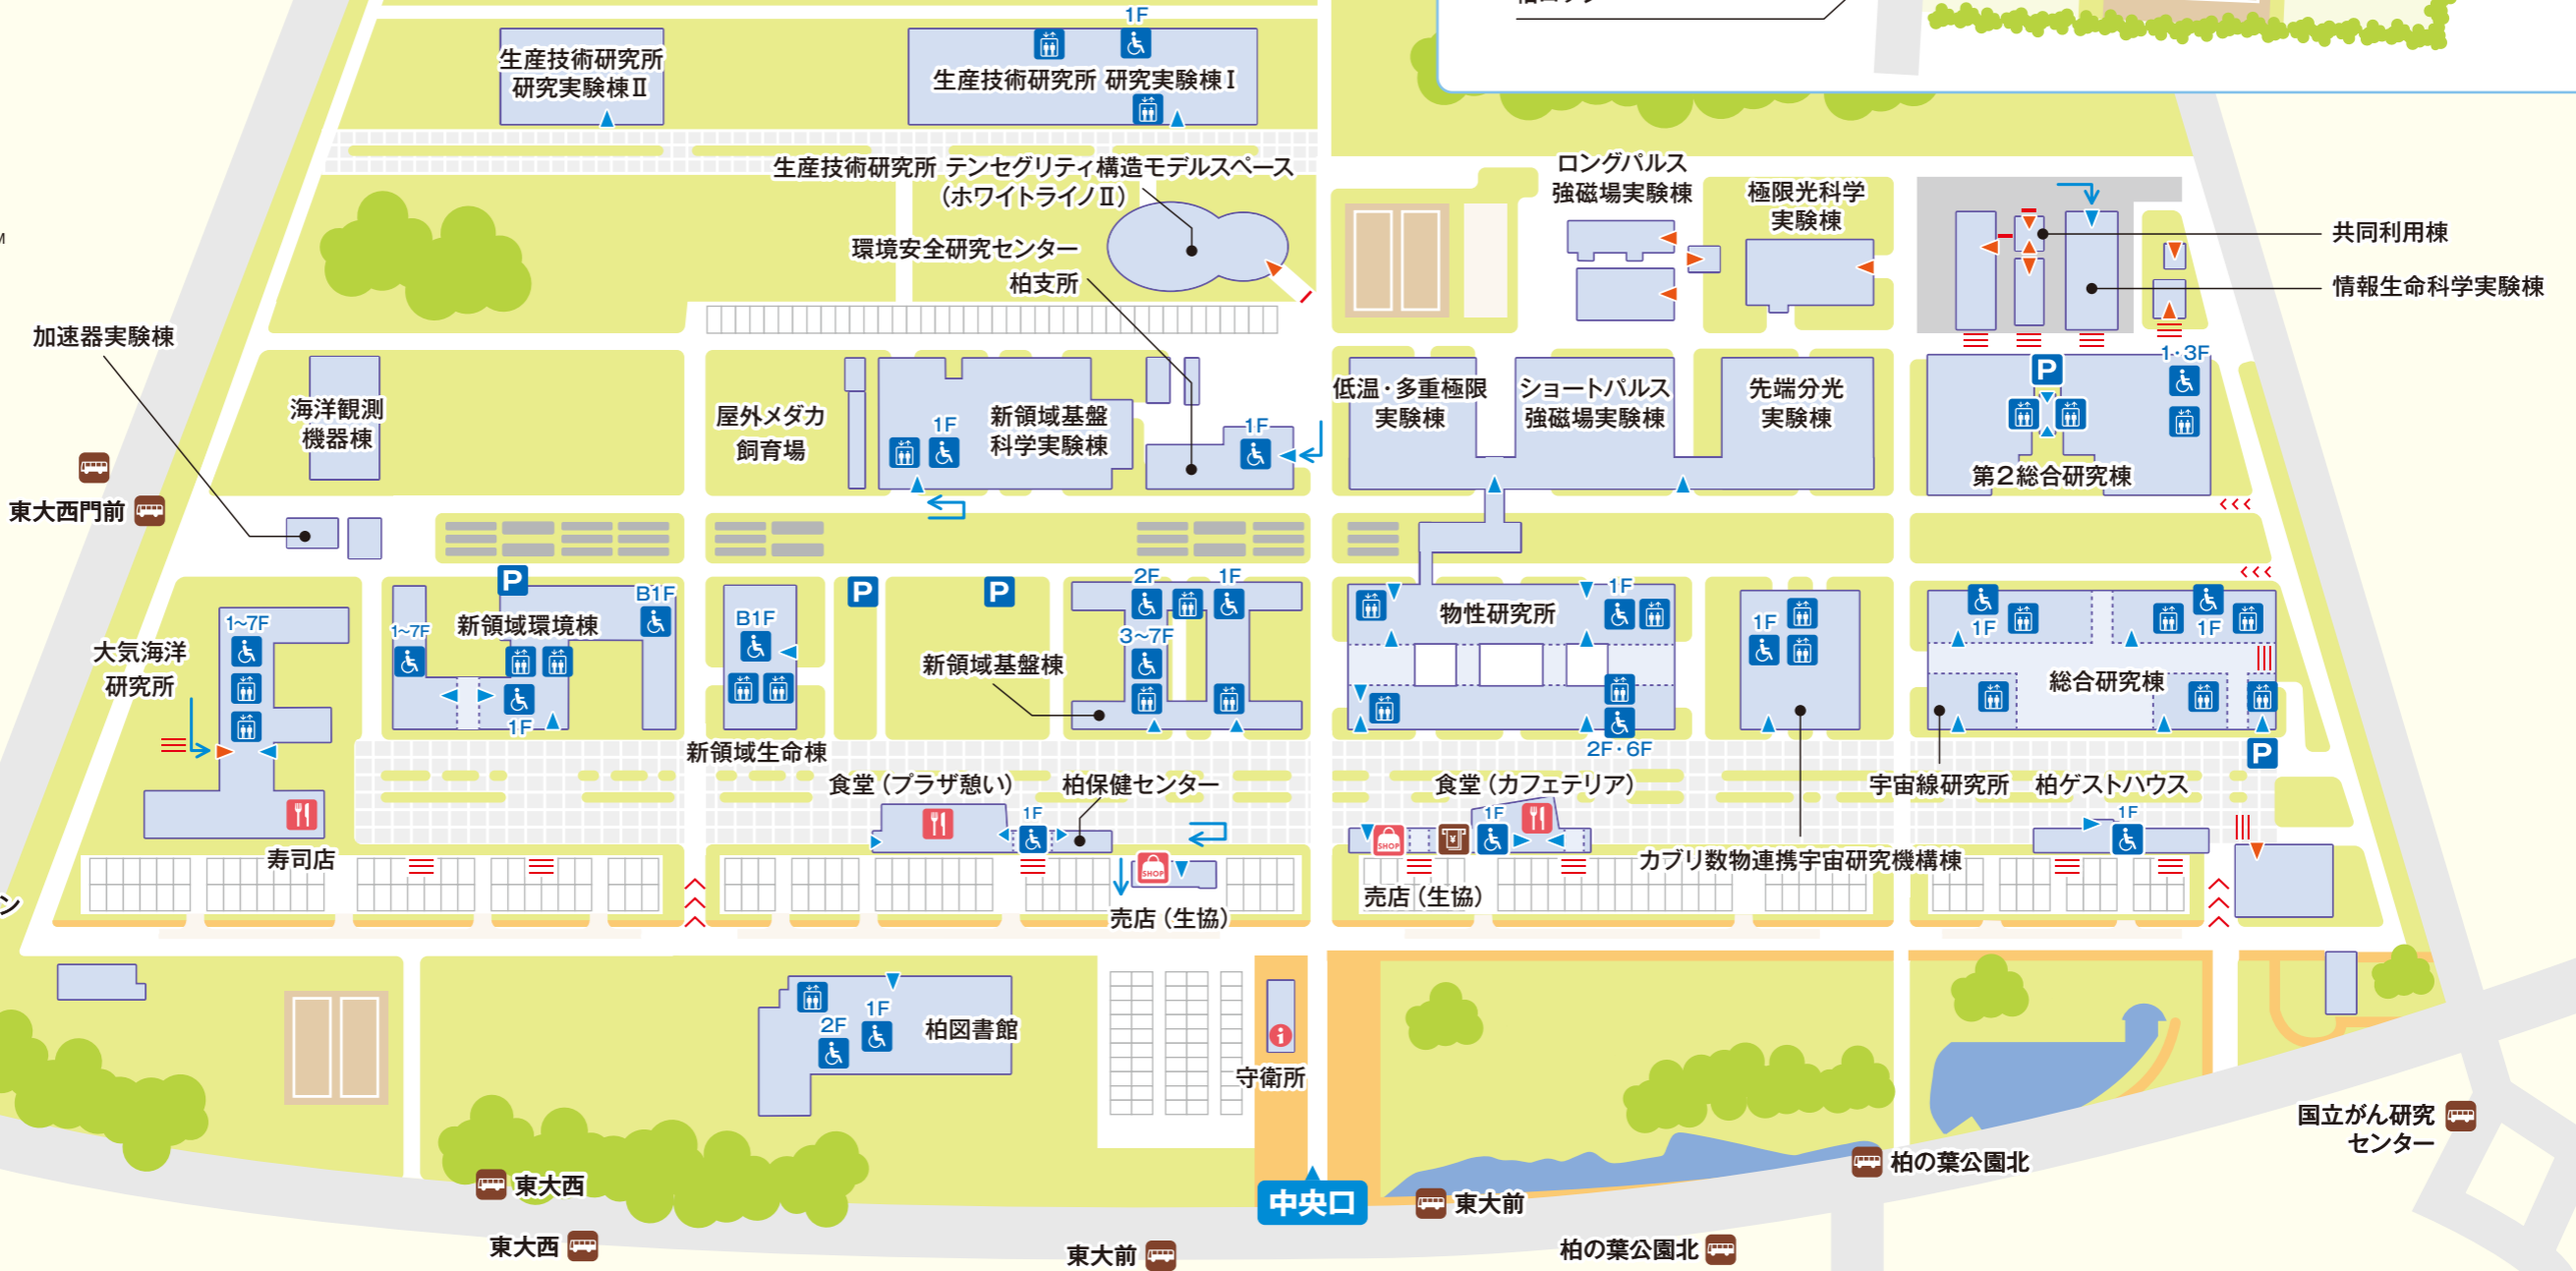 1F
生産技術研究所
研究実験棟Ⅱ
生産技術研究所 研究実験棟Ⅰ
生産技術研究所 テンセグリティ構造モデルスペース
(ホワイトライノⅡ)
環境安全研究センター
柏支所
ロングパルス
強磁場実験棟
極限光科学
実験棟
共同利用棟
情報生命科学実験棟
加速器実験棟
海洋観測
機器棟
屋外メダカ
飼育場
1F
新領域基盤
科学実験棟
1F
低温・多重極限
実験棟
ショートパルス
強磁場実験棟
先端分光
実験棟
P
1・3F
第2総合研究棟
東大西門前
P
P
P
大気海洋
研究所
1~7F
1~7F
新領域環境棟
B1F
1F
B1F
新領域生命棟
2F
1F
3~7F
新領域基盤棟
物性研究所
1F
2F・6F
1F
1F
1F
総合研究棟
P
食堂(プラザ憩い)
柏保健センター
1F
食堂(カフェテリア)
1F
宇宙線研究所
柏ゲストハウス
1F
寿司店
SHOP
売店(生協)
SHOP
売店(生協)
カブリ数物連携宇宙研究機構棟
ン
2F
1F
柏図書館
守衛所
中央口
東大西
東大西
東大前
東大前
柏の葉公園北
柏の葉公園北
国立がん研究
センター